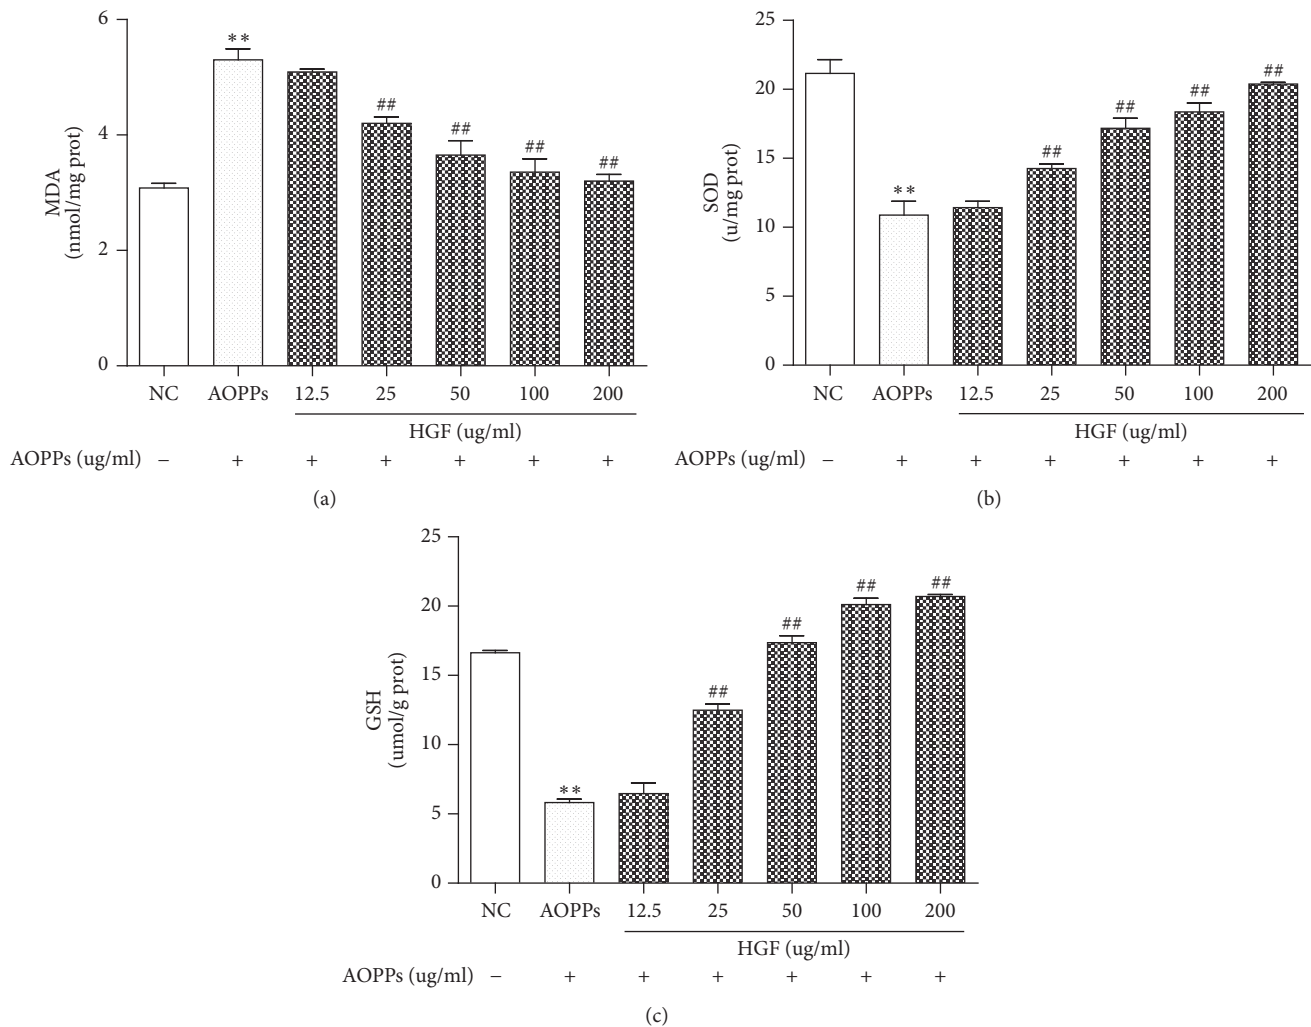 MDA
(nmol/mg prot)
6
4
2
0
**
##
##
##
##
NC AOPPs 12.5 25 50 100 200
HGF (ug/ml)
AOPPs (ug/ml) − + + + + + +
(a)
SOD
(u/mg prot)
25
20
15
10
5
0
**
##
##
##
##
NC AOPPs 12.5 25 50 100 200
HGF (ug/ml)
AOPPs (ug/ml) − + + + + + +
(b)
GSH
(umol/g prot)
25
20
15
10
5
0
**
##
##
##
##
NC AOPPs 12.5 25 50 100 200
HGF (ug/ml)
AOPPs (ug/ml) − + + + + + +
(c)